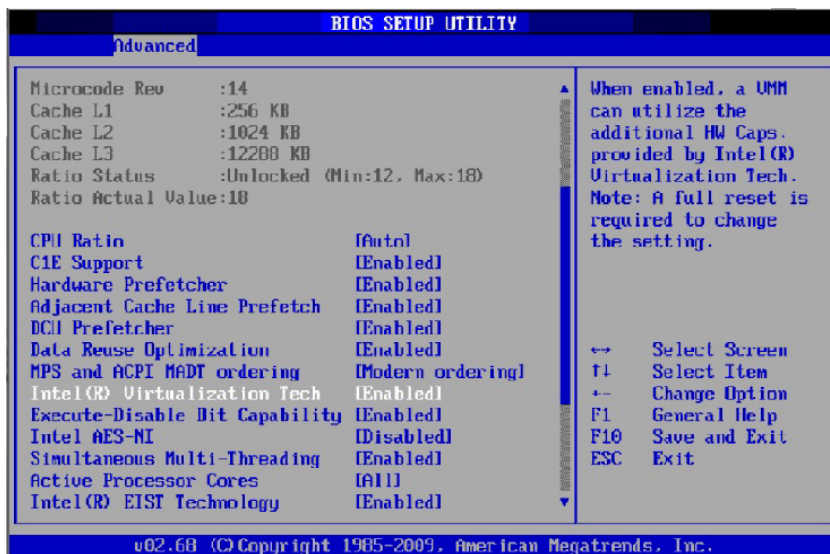 BIOS SETUP UTILITY
Advanced
Microcode Rev :14
Cache L1 :256 KB
Cache L2 :1024 KB
Cache L3 :12288 KB
Ratio Status :Unlocked (Min:12, Max:18)
Ratio Actual Value:18
CPU Ratio [Auto]
C1E Support [Enabled]
Hardware Prefetcher [Enabled]
Adjacent Cache Line Prefetch [Enabled]
DCU Prefetcher [Enabled]
Data Reuse Optimization [Enabled]
MPS and ACPI MADT ordering [Modern ordering]
Intel(R) Virtualization Tech [Enabled]
Execute-Disable Bit Capability [Enabled]
Intel AES-NI [Disabled]
Simultaneous Multi-Threading [Enabled]
Active Processor Cores [All]
Intel(R) EIST Technology [Enabled]
When enabled, a VMM
can utilize the
additional HW Caps.
provided by Intel(R)
Virtualization Tech.
Note: A full reset is
required to change
the setting.
↔ Select Screen
↑↓ Select Item
+- Change Option
F1 General Help
F10 Save and Exit
ESC Exit
v02.68 (C)Copyright 1985-2009, American Megatrends, Inc.